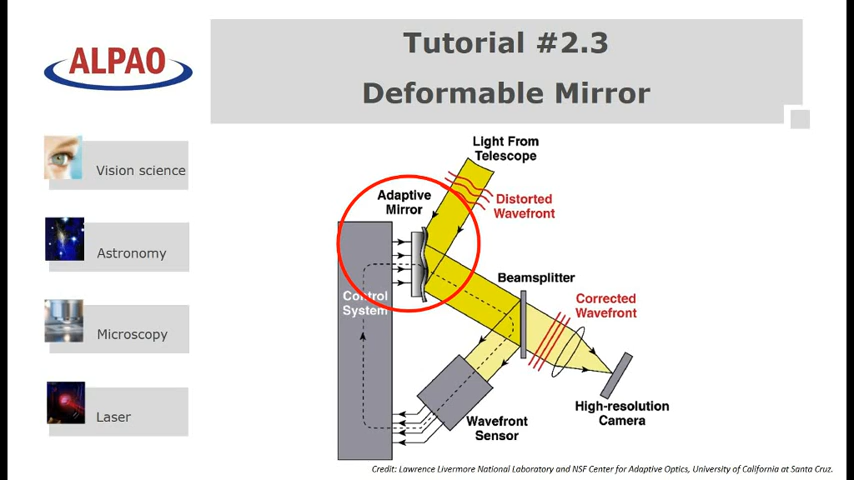 ALPAO
Tutorial #2.3
Deformable Mirror
Vision science
Astronomy
Microscopy
Laser
Light From
Telescope
Adaptive
Mirror
Distorted
Wavefront
Beamsplitter
Control
System
Corrected
Wavefront
High-resolution
Camera
Wavefront
Sensor
Credit: Lawrence Livermore National Laboratory and NSF Center for Adaptive Optics, University of California at Santa Cruz.